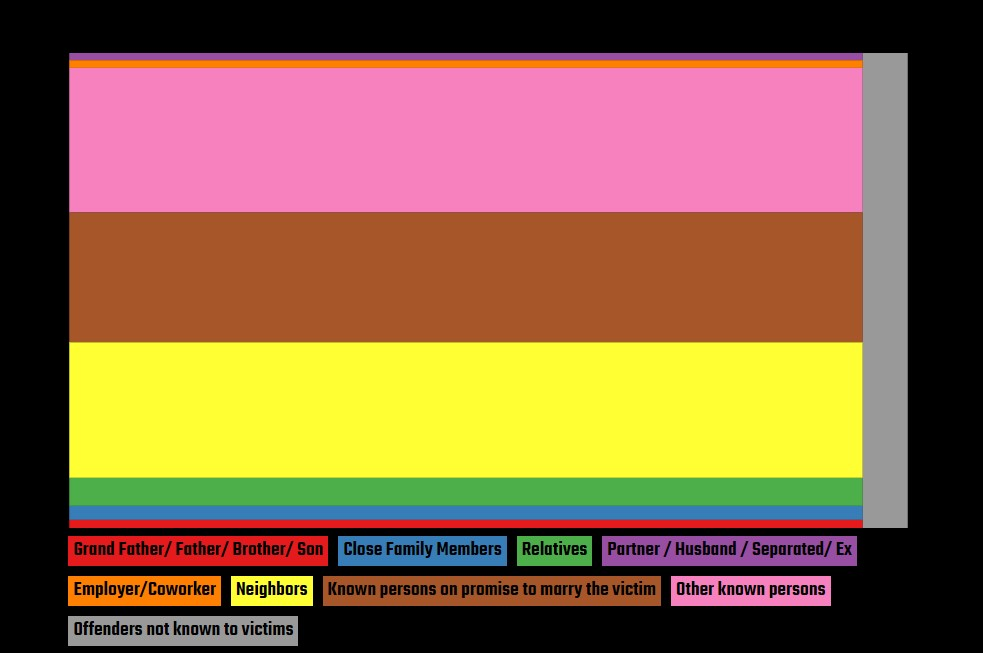 Grand Father/ Father/ Brother/ Son Close Family Members Relatives Partner / Husband / Separated/ Ex
Employer/Coworker Neighbors Known persons on promise to marry the victim Other known persons
Offenders not known to victims